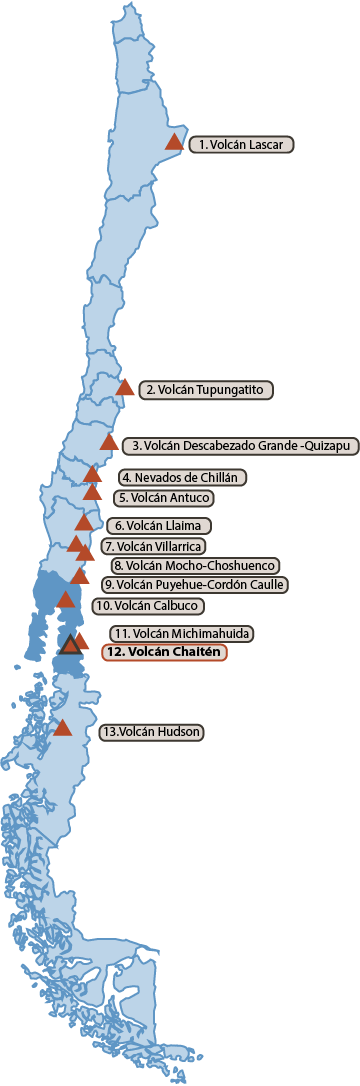 1. Volcán Lascar
2. Volcán Tupungatito
3. Volcán Descabezado Grande -Quizapu
4. Nevados de Chillán
5. Volcán Antuco
6. Volcán Llaima
7. Volcán Villarrica
8. Volcán Mocho-Choshuenco
9. Volcán Puyehue-Cordón Caulle
10. Volcán Calbuco
11. Volcán Michimahuida
12. Volcán Chaitén
13.Volcán Hudson